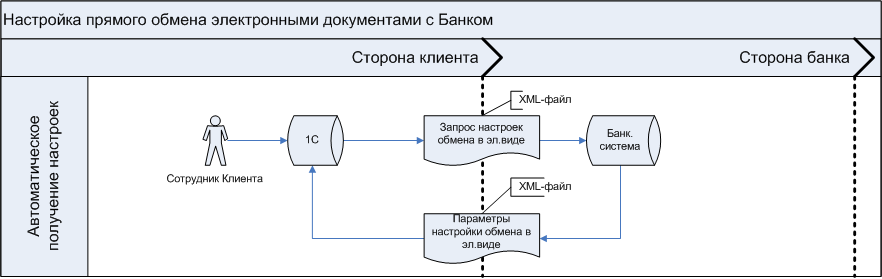 Настройка прямого обмена электронными документами с Банком
Сторона клиента
Сторона банка
Автоматическое
получение настроек
XML-файл
Сотрудник Клиента
1С
Запрос настроек
обмена в эл.виде
Банк.
система
XML-файл
Параметры
настройки обмена в
эл.виде